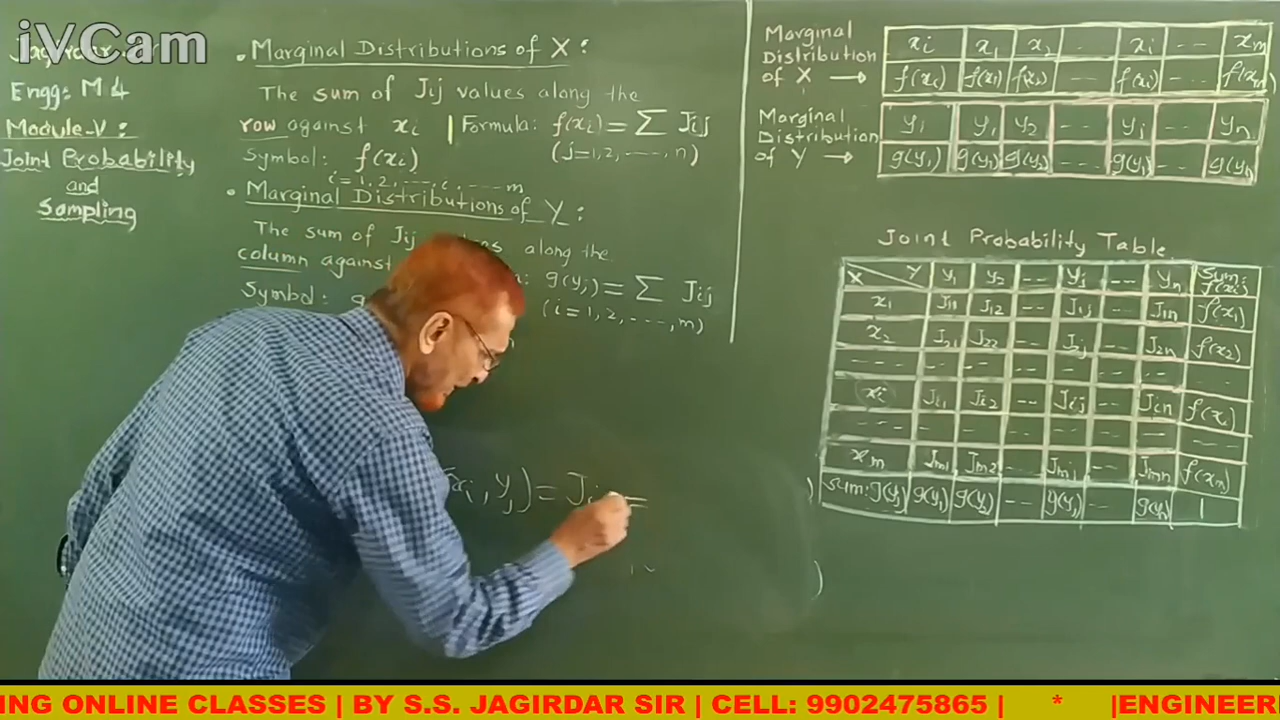 iVCam
Jagirdar.
Engg: M 4
Module-V:
Joint Probability
and
Sampling
• Marginal Distributions of X:
The sum of Jij values along the
row against xi | Formula: f(xi) = ∑ Jij
Symbol: f(xi) (j=1,2,-----,n)
i=1,2,---,i,----m
• Marginal Distributions of Y:
The sum of Jij along the
column against g(yj) = ∑ Jij
Symbol: g (i=1,2,----,m)
xi, yj) = Ji =
Marginal
Distribution
of X →
xi x1 x2 -- xi -- xm
f(xi) f(x1) f(x2) --- f(xi) --- f(xm)
Marginal
Distribution
of Y →
yj y1 y2 -- yj -- yn
g(yj) g(y1) g(y2) --- g(yj) -- g(yn)
Joint Probability Table
X Y y1 y2 -- yj -- yn Sum: f(xi)
x1 J11 J12 -- J1j -- J1n f(x1)
x2 J21 J22 -- J2j -- J2n f(x2)
-- -- -- -- -- -- -- --
xi Ji1 Ji2 -- Jij -- Jin f(xi)
-- -- -- -- -- -- -- --
xm Jm1 Jm2 -- Jmj -- Jmn f(xm)
Sum: g(yj) g(y1) g(y2) -- g(yj) -- g(yn) 1
ING ONLINE CLASSES | BY S.S. JAGIRDAR SIR | CELL: 9902475865 | * |ENGINEER